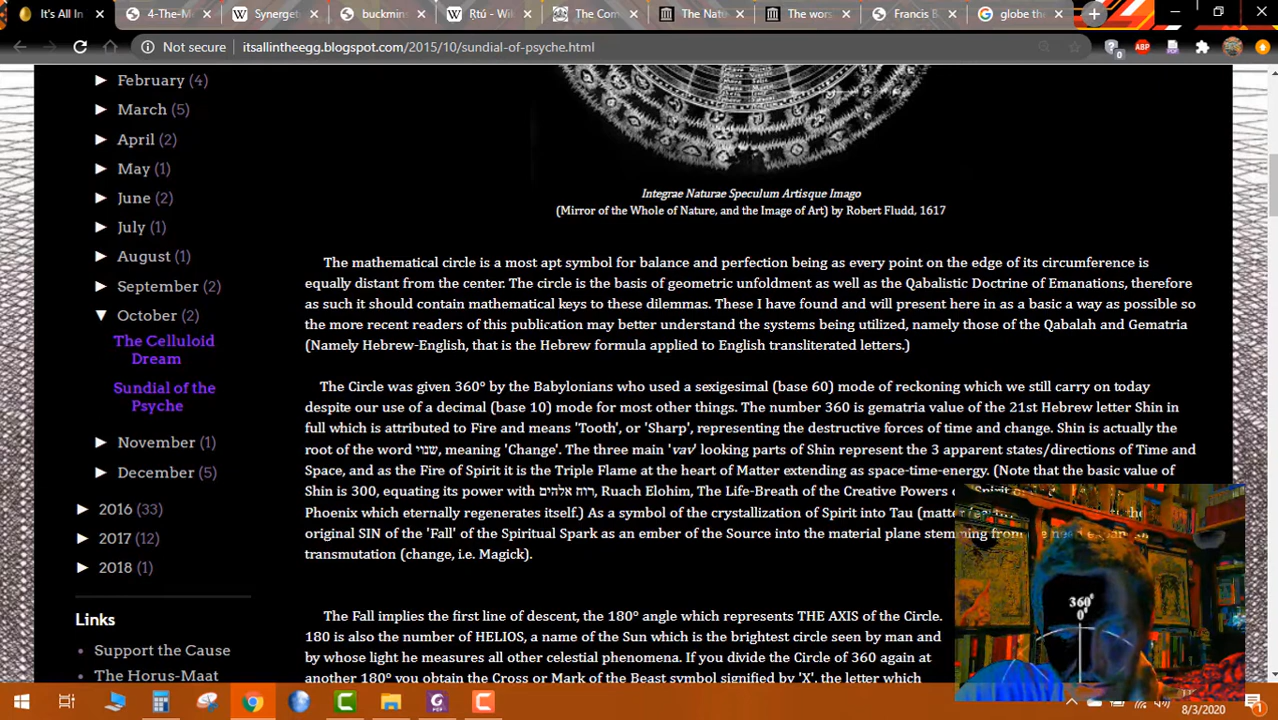 It's All In
4-The-M
Synerget
buckmins
Ṛtú - Wil
The Com
The Natu
The wors
Francis B
globe the
Not secure
itsallintheegg.blogspot.com/2015/10/sundial-of-psyche.html
0
ABP
► February (4)
► March (5)
► April (2)
► May (1)
► June (2)
► July (1)
► August (1)
► September (2)
▼ October (2)
The Celluloid
Dream
Sundial of the
Psyche
► November (1)
► December (5)
► 2016 (33)
► 2017 (12)
► 2018 (1)
Links
Support the Cause
The Horus-Maat
Integrae Naturae Speculum Artisque Imago
(Mirror of the Whole of Nature, and the Image of Art) by Robert Fludd, 1617
The mathematical circle is a most apt symbol for balance and perfection being as every point on the edge of its circumference is
equally distant from the center. The circle is the basis of geometric unfoldment as well as the Qabalistic Doctrine of Emanations, therefore
as such it should contain mathematical keys to these dilemmas. These I have found and will present here in as a basic a way as possible so
the more recent readers of this publication may better understand the systems being utilized, namely those of the Qabalah and Gematria
(Namely Hebrew-English, that is the Hebrew formula applied to English transliterated letters.)
The Circle was given 360° by the Babylonians who used a sexigesimal (base 60) mode of reckoning which we still carry on today
despite our use of a decimal (base 10) mode for most other things. The number 360 is gematria value of the 21st Hebrew letter Shin in
full which is attributed to Fire and means 'Tooth', or 'Sharp', representing the destructive forces of time and change. Shin is actually the
root of the word שנוי, meaning 'Change'. The three main 'vav' looking parts of Shin represent the 3 apparent states/directions of Time and
Space, and as the Fire of Spirit it is the Triple Flame at the heart of Matter extending as space-time-energy. (Note that the basic value of
Shin is 300, equating its power with רוח אלהים, Ruach Elohim, The Life-Breath of the Creative Powers
Phoenix which eternally regenerates itself.) As a symbol of the crystallization of Spirit into Tau (matter
original SIN of the 'Fall' of the Spiritual Spark as an ember of the Source into the material plane stemming from
transmutation (change, i.e. Magick).
The Fall implies the first line of descent, the 180° angle which represents THE AXIS of the Circle.
180 is also the number of HELIOS, a name of the Sun which is the brightest circle seen by man and
by whose light he measures all other celestial phenomena. If you divide the Circle of 360 again at
another 180° you obtain the Cross or Mark of the Beast symbol signified by 'X', the letter which
360°
0°
8/3/2020
1